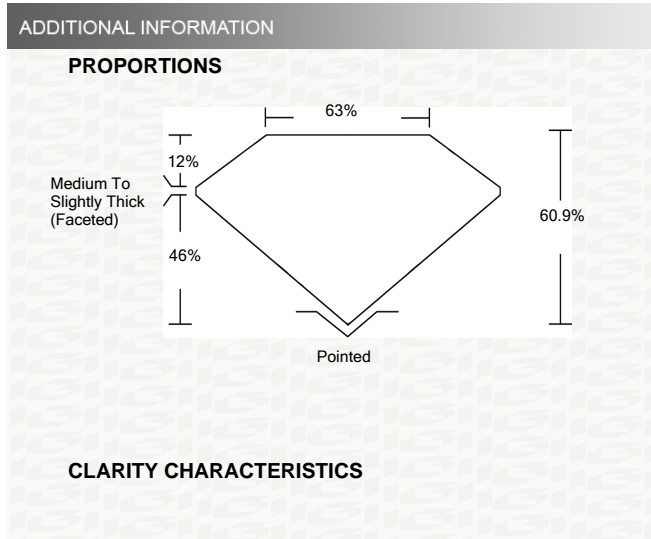 ADDITIONAL INFORMATION
PROPORTIONS
63%
12%
Medium To
Slightly Thick
(Faceted)
60.9%
46%
Pointed
CLARITY CHARACTERISTICS